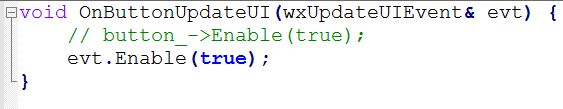 void OnButtonUpdateUI(wxUpdateUIEvent& evt) {
    // button_->Enable(true);
    evt.Enable(true);
}